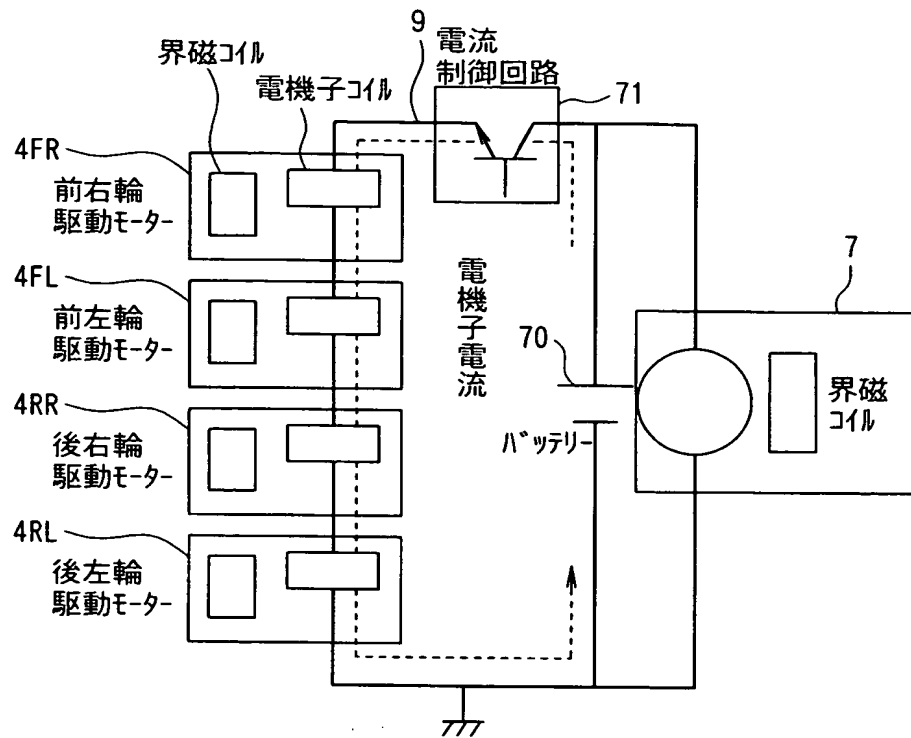 9
電流
制御回路
71
界磁コイル
電機子コイル
4FR
前右輪
駆動モーター
4FL
前左輪
駆動モーター
4RR
後右輪
駆動モーター
4RL
後左輪
駆動モーター
電機子電流
70
バッテリー
7
界磁
コイル